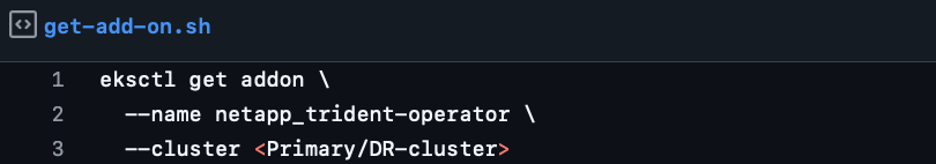 get-add-on.sh
1 eksctl get addon \
2 --name netapp_trident-operator \
3 --cluster <Primary/DR-cluster>